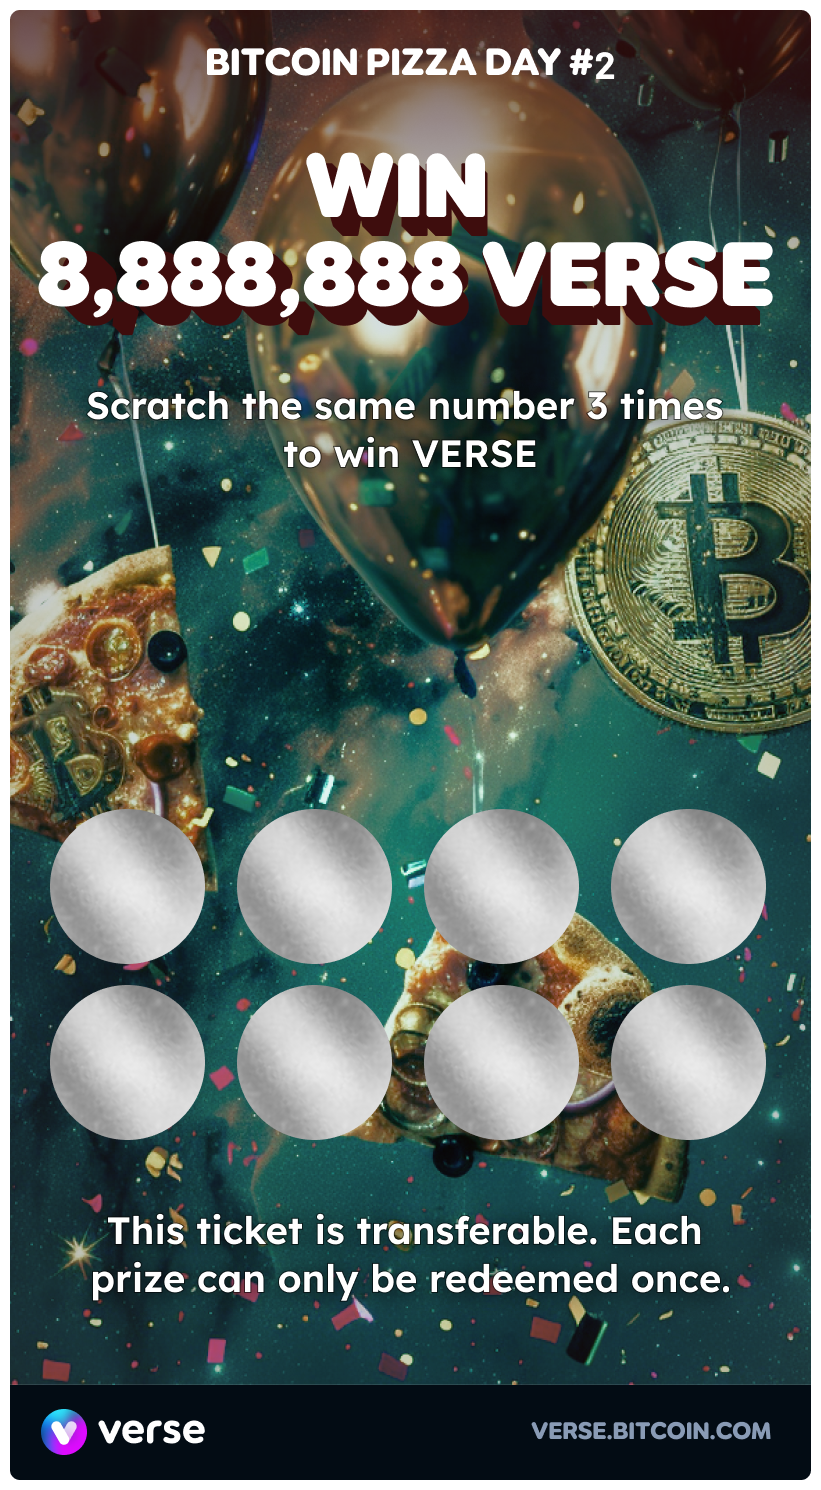 BITCOIN PIZZA DAY #2
WIN
8,888,888 VERSE
Scratch the same number 3 times
to win VERSE
This ticket is transferable. Each
prize can only be redeemed once.
verse
VERSE.BITCOIN.COM